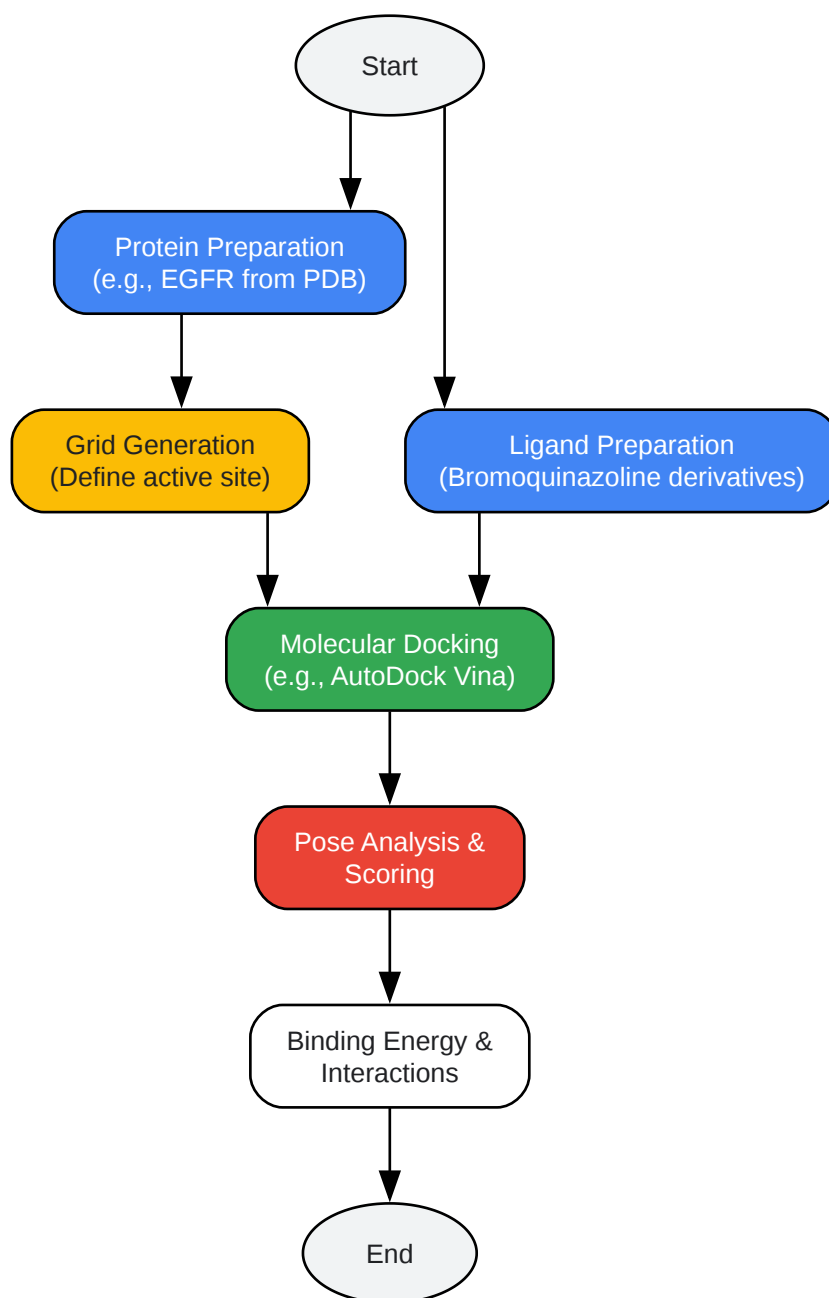 Start
Protein Preparation
(e.g., EGFR from PDB)
Grid Generation
(Define active site)
Ligand Preparation
(Bromoquinazoline derivatives)
Molecular Docking
(e.g., AutoDock Vina)
Pose Analysis &
Scoring
Binding Energy &
Interactions
End